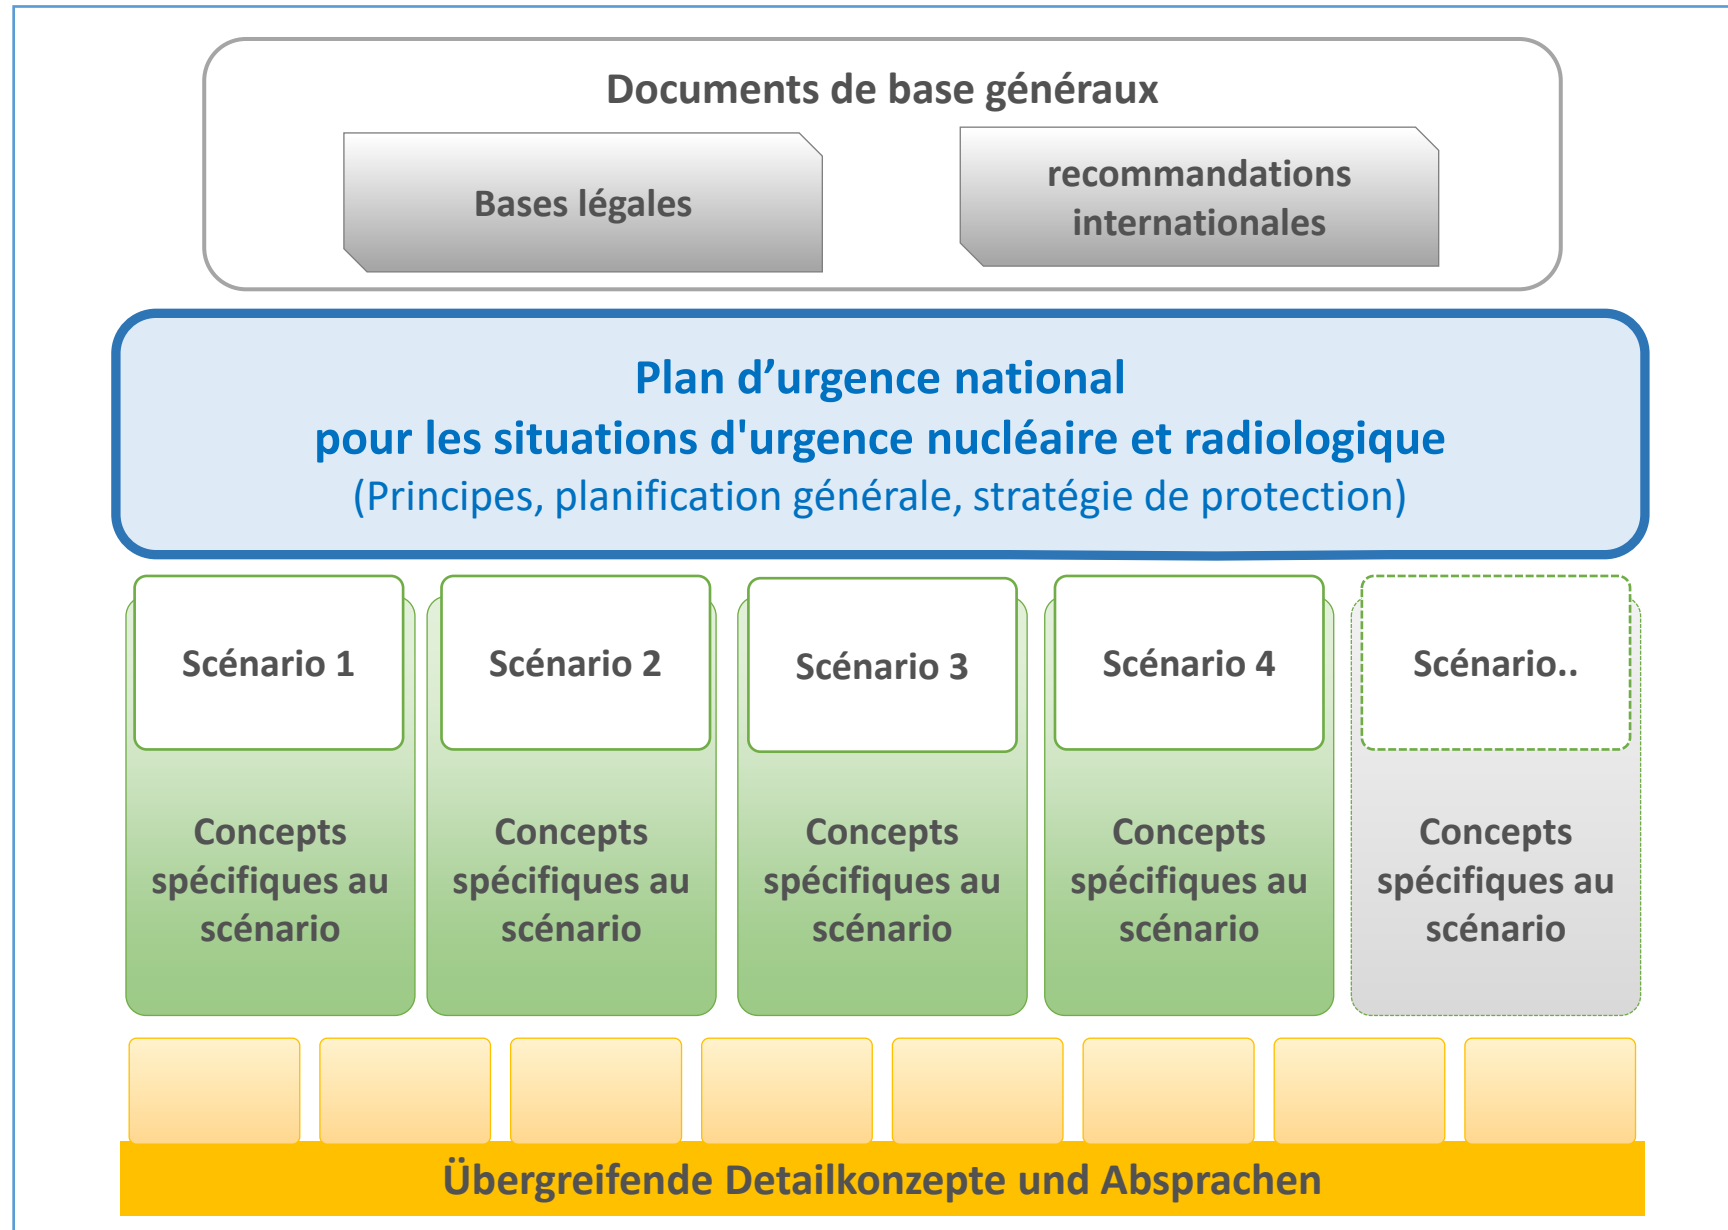 Documents de base généraux
Bases légales
recommandations
internationales
Plan d’urgence national
pour les situations d'urgence nucléaire et radiologique
(Principes, planification générale, stratégie de protection)
Scénario 1
Scénario 2
Scénario 3
Scénario 4
Scénario..
Concepts
spécifiques au
scénario
Concepts
spécifiques au
scénario
Concepts
spécifiques au
scénario
Concepts
spécifiques au
scénario
Concepts
spécifiques au
scénario
Übergreifende Detailkonzepte und Absprachen